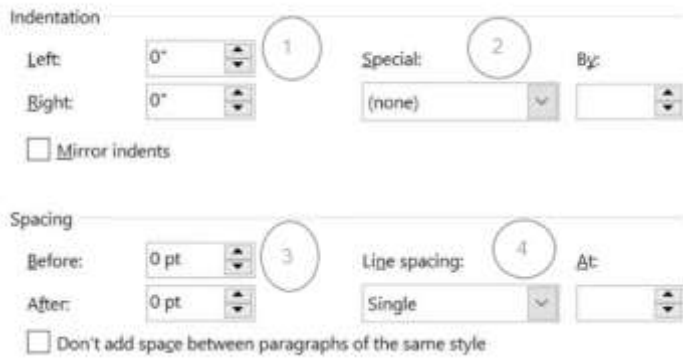 Indentation
Left: 0" 1 Special: 2 By:
Right: 0" (none)
Mirror indents
Spacing
Before: 0 pt 3 Line spacing: 4 At:
After: 0 pt Single
Don't add space between paragraphs of the same style